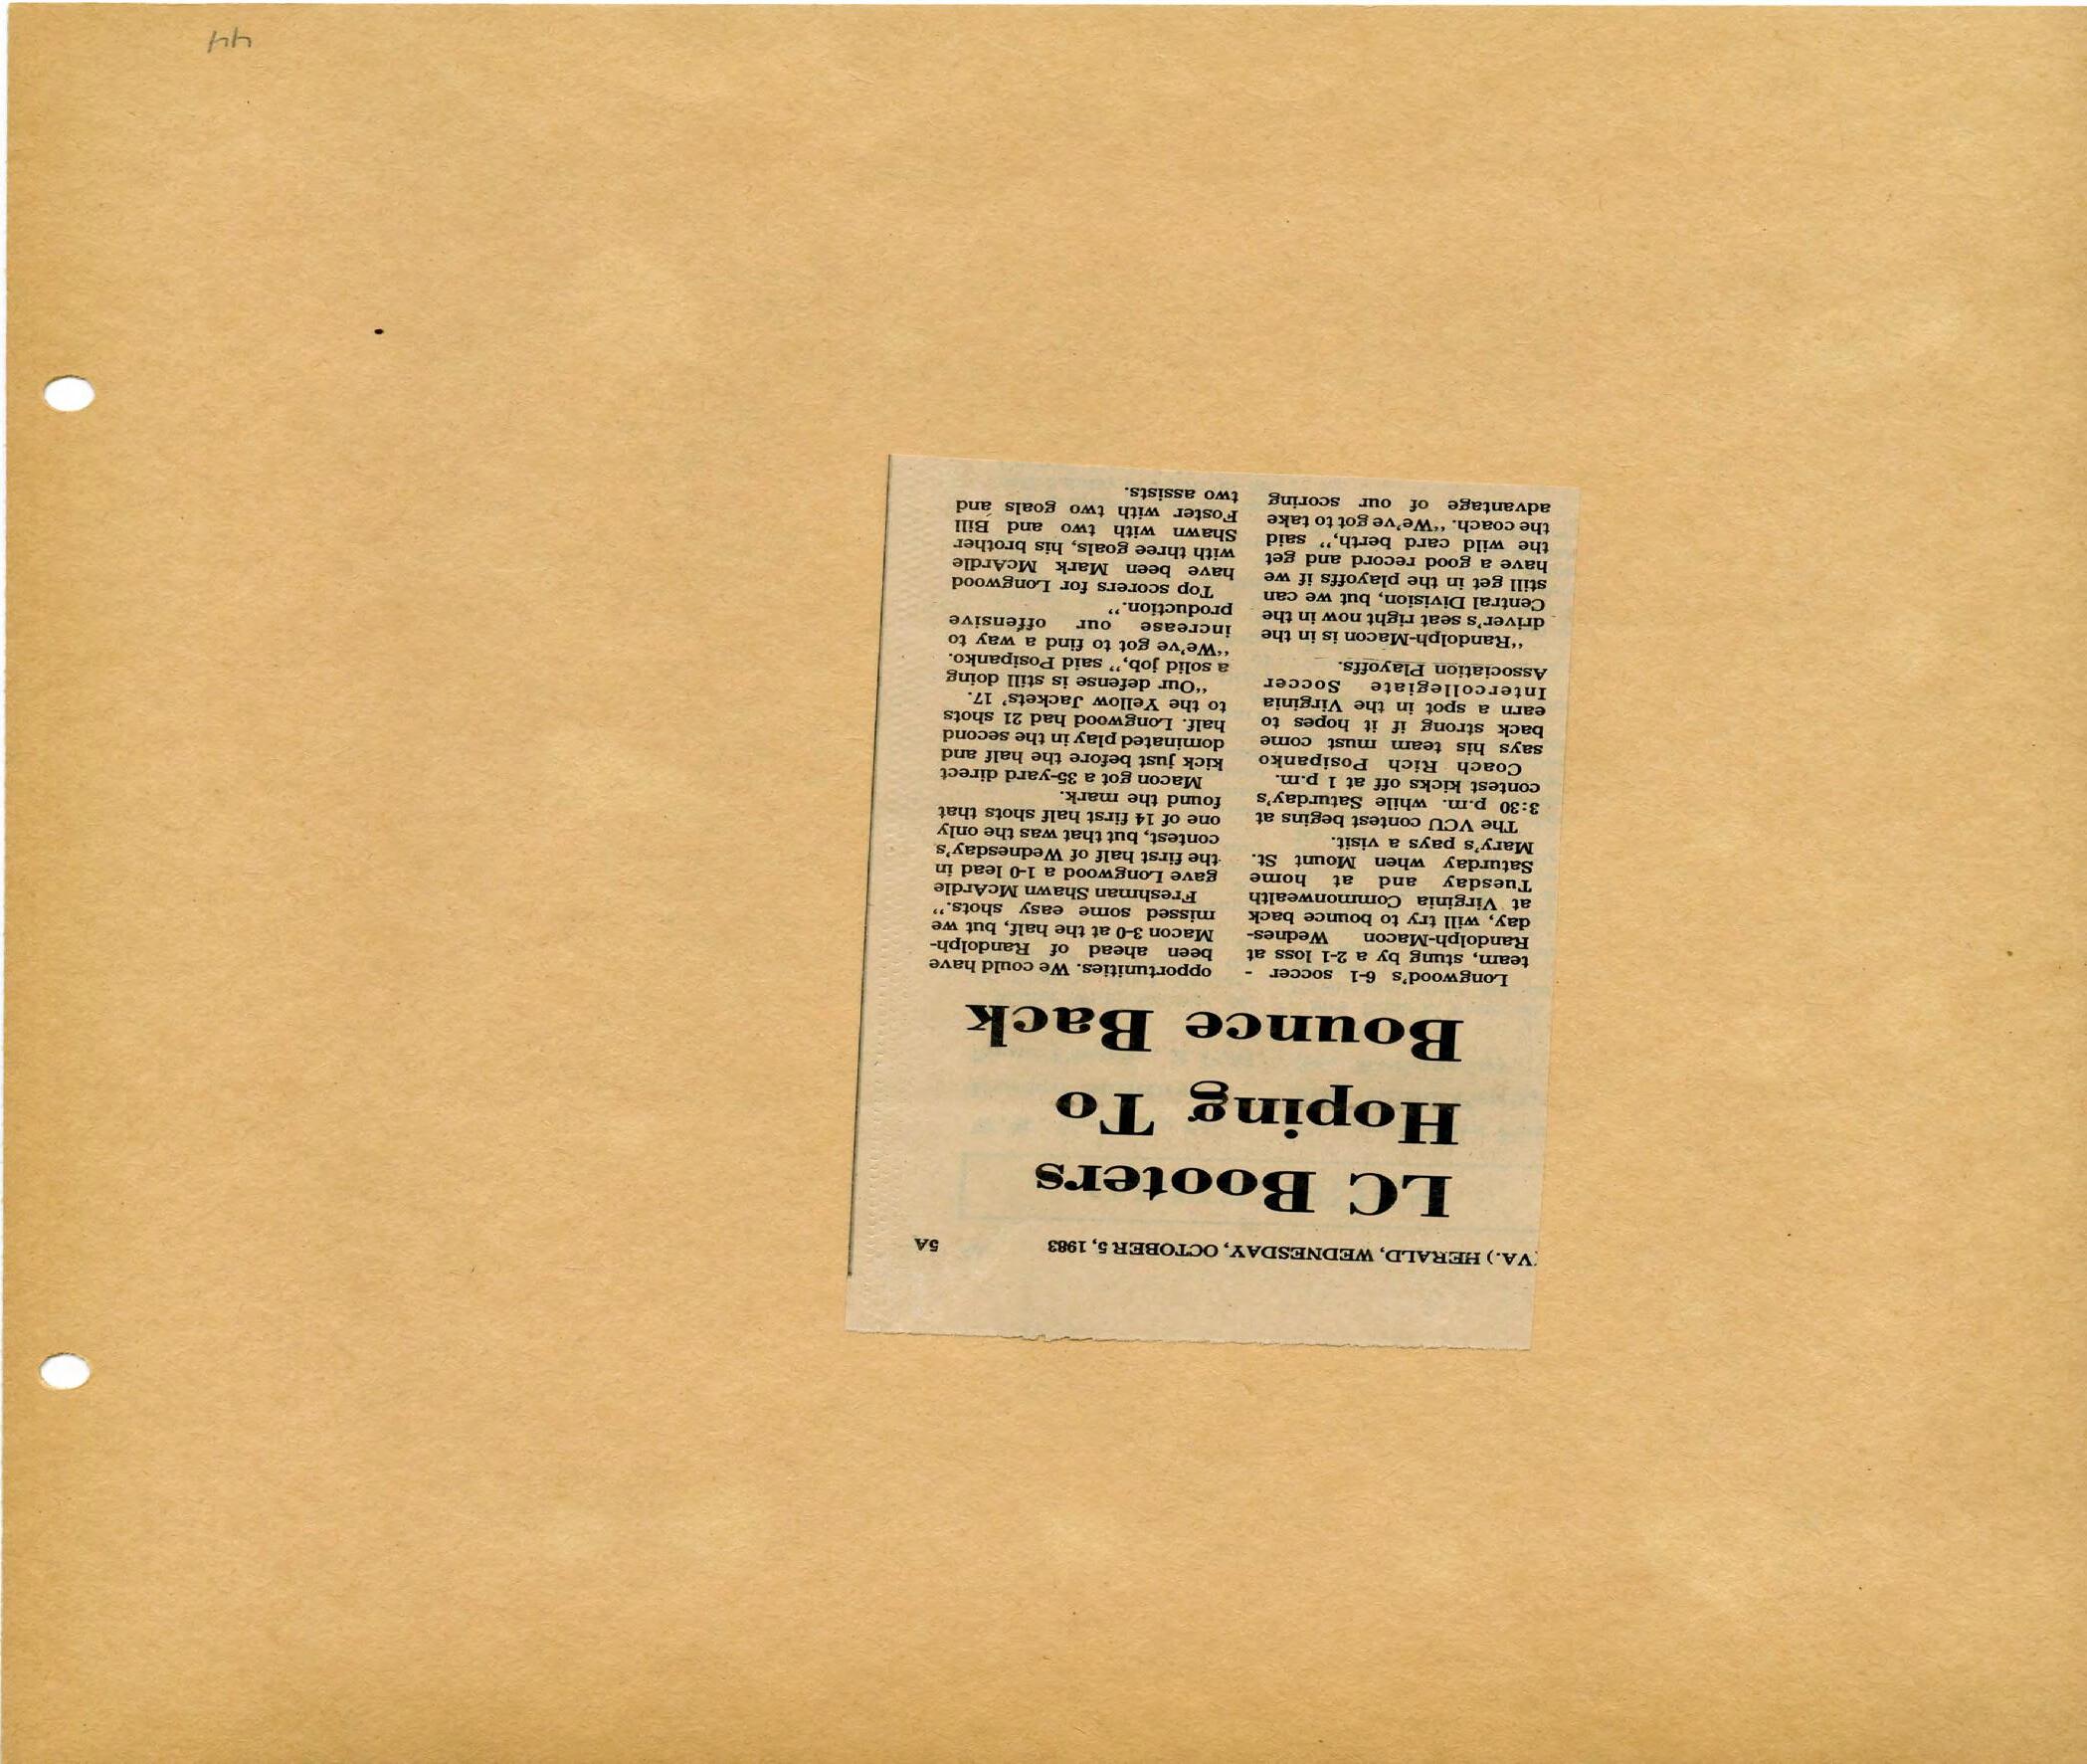 VA.) HERALD, WEDNESDAY, OCTOBER 5, 1983 5A
LC Booters
Hoping To
Bounce Back
Longwood's 6-1 soccer -
team, stung by a 2-1 loss at
Randolph-Macon Wednes-
day, will try to bounce back
at Virginia Commonwealth
Tuesday and at home
Saturday when Mount St.
Mary's pays a visit.
The VCU contest begins at
3:30 p.m. while Saturday's
contest kicks off at 1 p.m.
Coach Rich Posipanko
says his team must come
back strong if it hopes to
earn a spot in the Virginia
Intercollegiate Soccer
Association Playoffs.
"Randolph-Macon is in the
driver's seat right now in the
Central Division, but we can
still get in the playoffs if we
have a good record and get
the wild card berth," said
the coach. "We've got to take
advantage of our scoring
opportunities. We could have
been ahead of Randolph-
Macon 3-0 at the half, but we
missed some easy shots."
Freshman Shawn McArdle
gave Longwood a 1-0 lead in
the first half of Wednesday's
contest, but that was the only
one of 14 first half shots that
found the mark.
Macon got a 35-yard direct
kick just before the half and
dominated play in the second
half. Longwood had 21 shots
to the Yellow Jackets' 17.
"Our defense is still doing
a solid job," said Posipanko.
"We've got to find a way to
increase our offensive
production."
Top scorers for Longwood
have been Mark McArdle
with three goals, his brother
Shawn with two and Bill
Foster with two goals and
two assists.
44